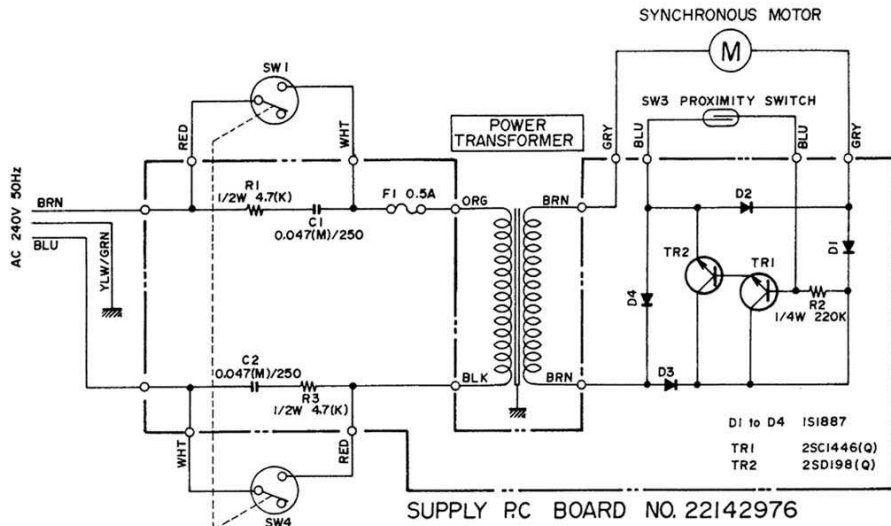 SYNCHRONOUS MOTOR
M
SW1
SW3 PROXIMITY SWITCH
POWER
TRANSFORMER
RED
WHT
GRY
BLU
BLU
GRY
R1
1/2W 4.7(K)
C1
0.047(M)/250
F1 0.5A
ORG
BRN
D2
D1
TR2
TR1
D4
R2
1/4W 220K
AC 240V 50Hz
BRN
BLU
YLW/GRN
C2
0.047(M)/250
R3
1/2W 4.7(K)
BLK
BRN
D3
WHT
RED
SW4
D1 to D4 1S1887
TR1 2SC1446(Q)
TR2 2SD198(Q)
SUPPLY P.C BOARD NO. 22142976